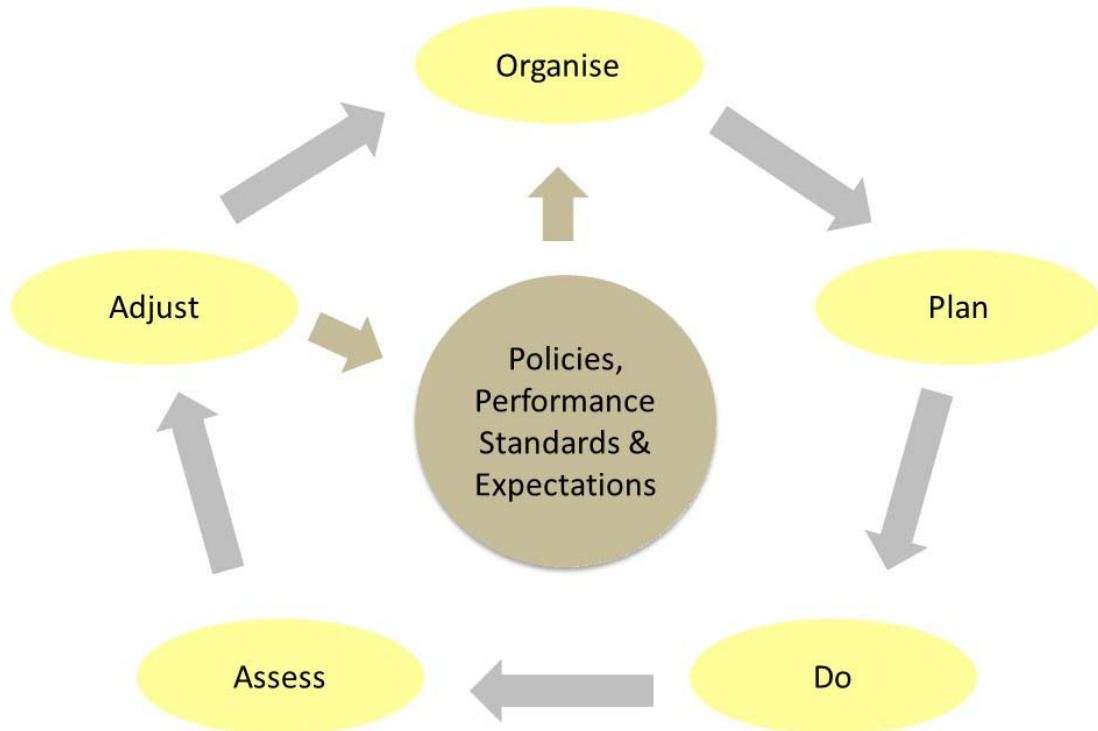 Organise
Adjust
Plan
Policies,
Performance
Standards &
Expectations
Assess
Do